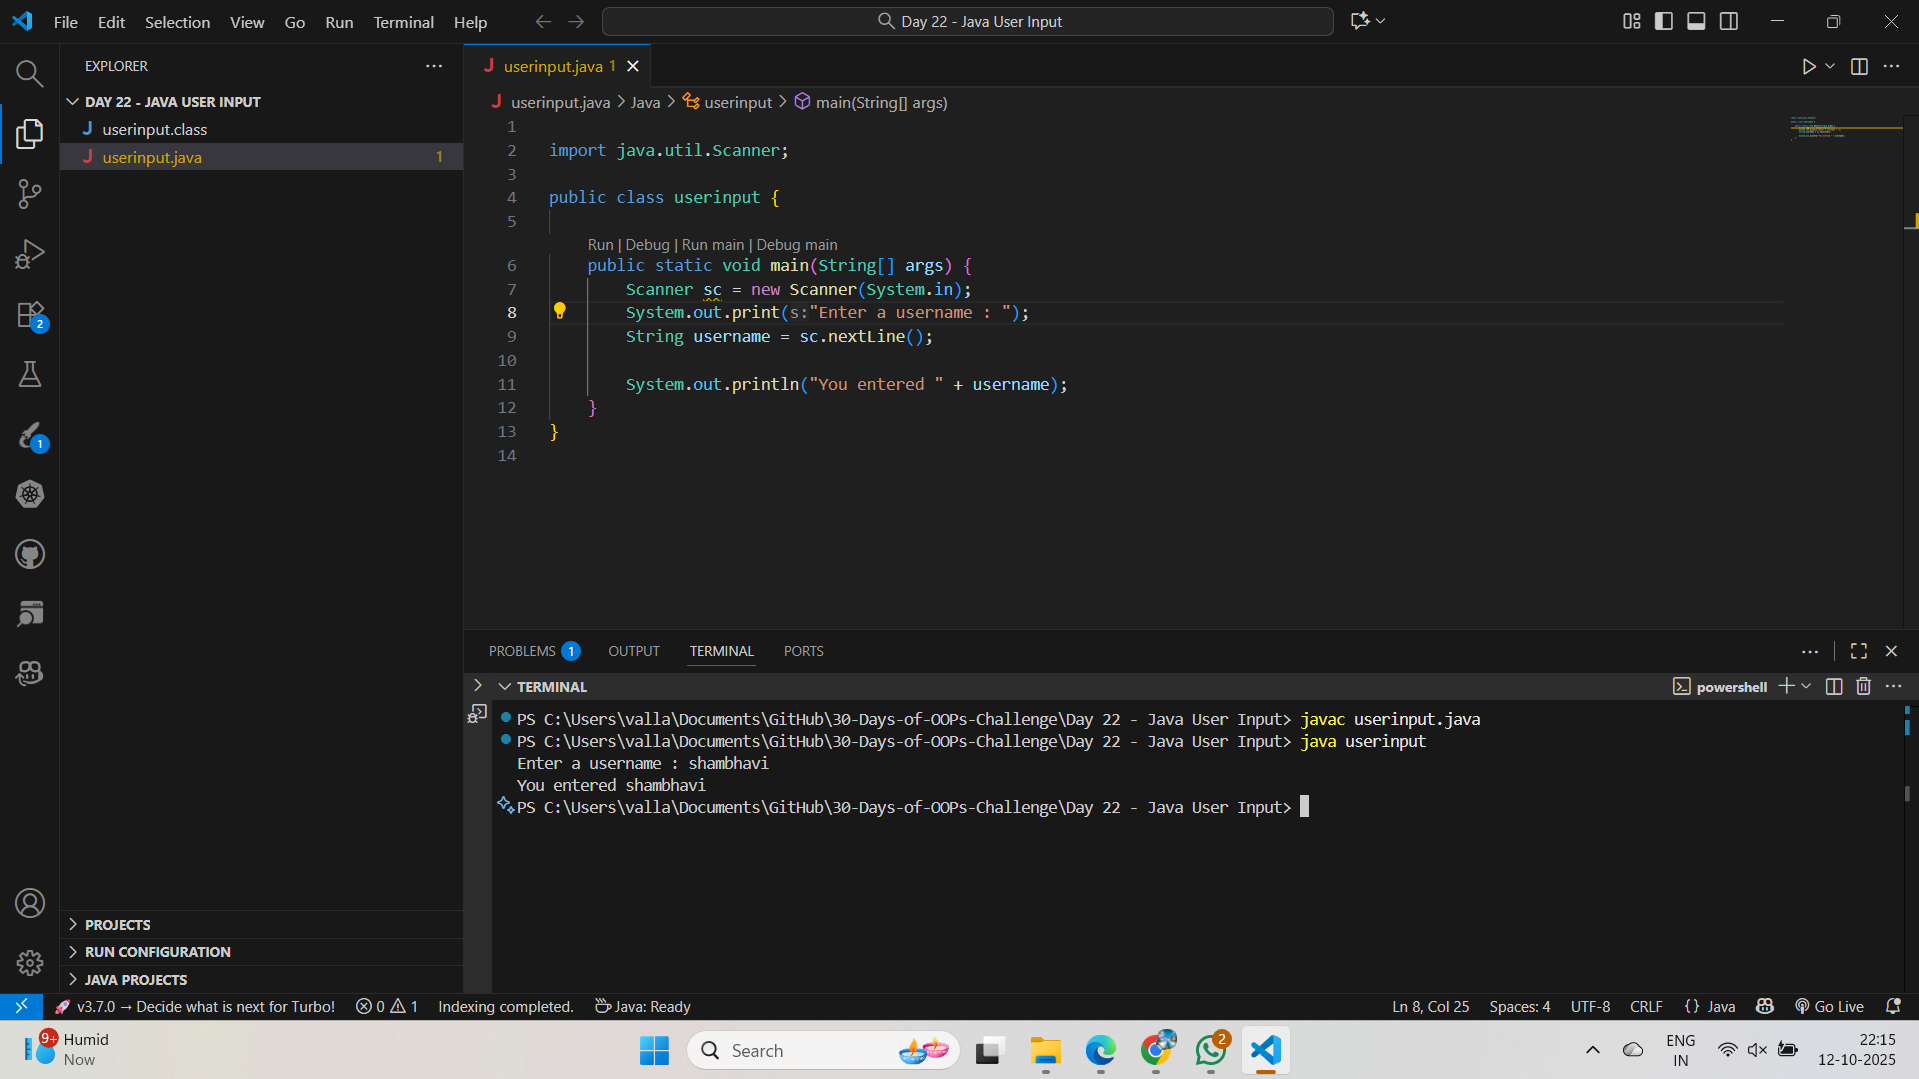 File Edit Selection View Go Run Terminal Help
Day 22 - Java User Input
EXPLORER
DAY 22 - JAVA USER INPUT
userinput.class
userinput.java 1
userinput.java 1
userinput.java > Java > userinput > main(String[] args)
1
2 import java.util.Scanner;
3
4 public class userinput {
5
Run | Debug | Run main | Debug main
6 public static void main(String[] args) {
7 Scanner sc = new Scanner(System.in);
8 System.out.print(s:"Enter a username : ");
9 String username = sc.nextLine();
10
11 System.out.println("You entered " + username);
12 }
13 }
14
2
1
PROBLEMS 1 OUTPUT TERMINAL PORTS
TERMINAL
powershell
PS C:\Users\valla\Documents\GitHub\30-Days-of-OOPs-Challenge\Day 22 - Java User Input> javac userinput.java
PS C:\Users\valla\Documents\GitHub\30-Days-of-OOPs-Challenge\Day 22 - Java User Input> java userinput
Enter a username : shambhavi
You entered shambhavi
PS C:\Users\valla\Documents\GitHub\30-Days-of-OOPs-Challenge\Day 22 - Java User Input>
PROJECTS
RUN CONFIGURATION
JAVA PROJECTS
v3.7.0 → Decide what is next for Turbo! 0 1 Indexing completed. Java: Ready
Ln 8, Col 25 Spaces: 4 UTF-8 CRLF {} Java Go Live
9+ Humid
Now
Search
2
ENG
IN
22:15
12-10-2025